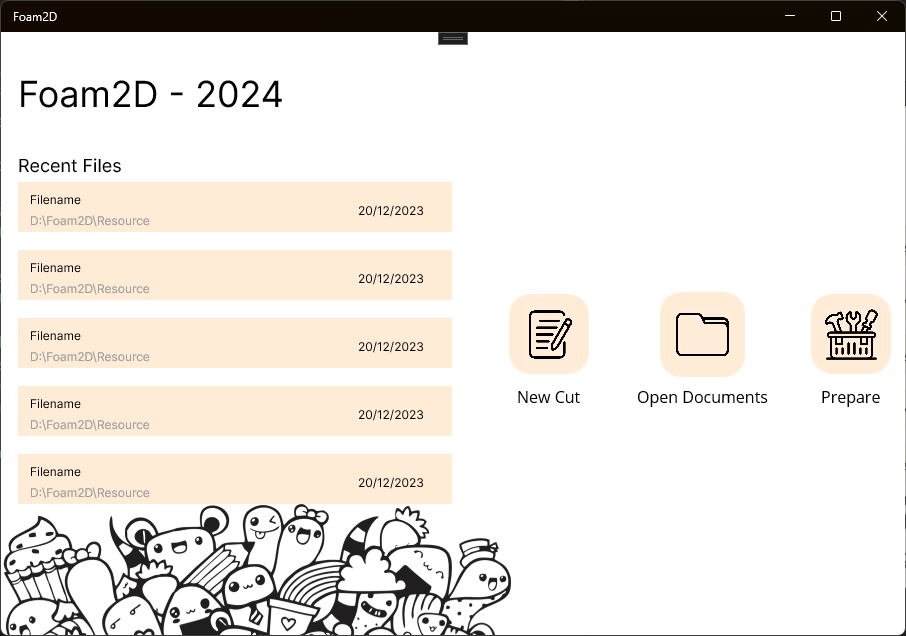 Foam2D
Foam2D - 2024
Recent Files
Filename
D:\Foam2D\Resource
20/12/2023
Filename
D:\Foam2D\Resource
20/12/2023
Filename
D:\Foam2D\Resource
20/12/2023
Filename
D:\Foam2D\Resource
20/12/2023
Filename
D:\Foam2D\Resource
20/12/2023
New Cut
Open Documents
Prepare